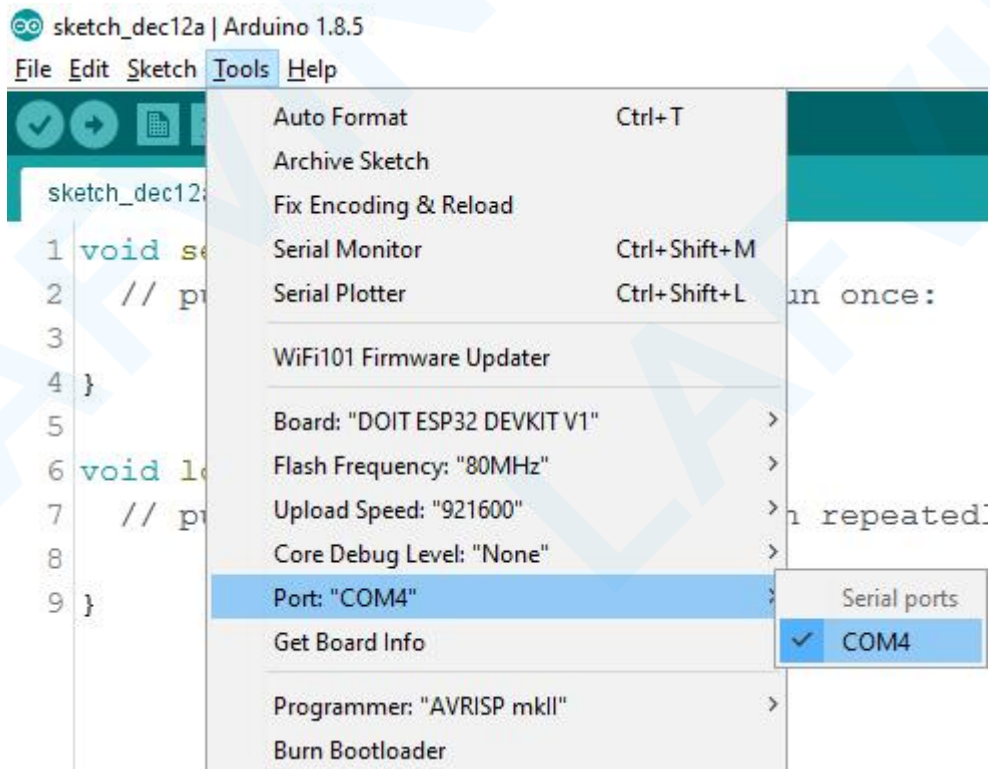 sketch_dec12a | Arduino 1.8.5
File Edit Sketch Tools Help
Auto Format Ctrl+T
Archive Sketch
sketch_dec12a
Fix Encoding & Reload
1 void se
Serial Monitor Ctrl+Shift+M
2 // pu
Serial Plotter Ctrl+Shift+L
un once:
3
WiFi101 Firmware Updater
4 }
5
Board: "DOIT ESP32 DEVKIT V1"
6 void lo
Flash Frequency: "80MHz"
7 // pu
Upload Speed: "921600"
n repeatedl
8
Core Debug Level: "None"
9 }
Port: "COM4"
Serial ports
Get Board Info
COM4
Programmer: "AVRISP mkII"
Burn Bootloader